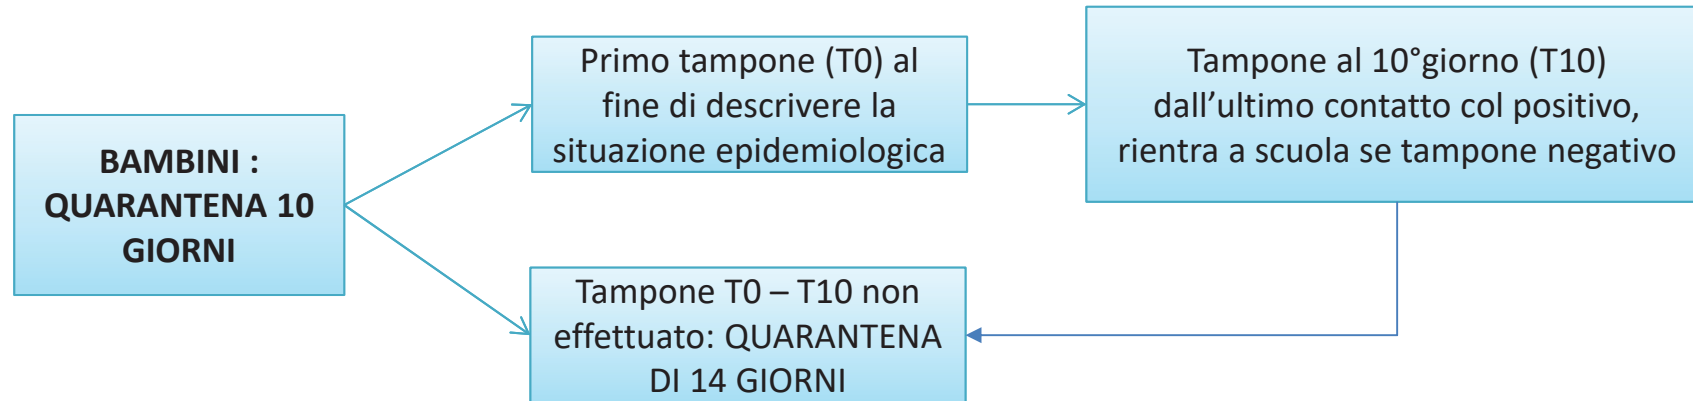 BAMBINI :
QUARANTENA 10
GIORNI
Primo tampone (T0) al
fine di descrivere la
situazione epidemiologica
Tampone al 10°giorno (T10)
dall’ultimo contatto col positivo,
rientra a scuola se tampone negativo
Tampone T0 – T10 non
effettuato: QUARANTENA
DI 14 GIORNI